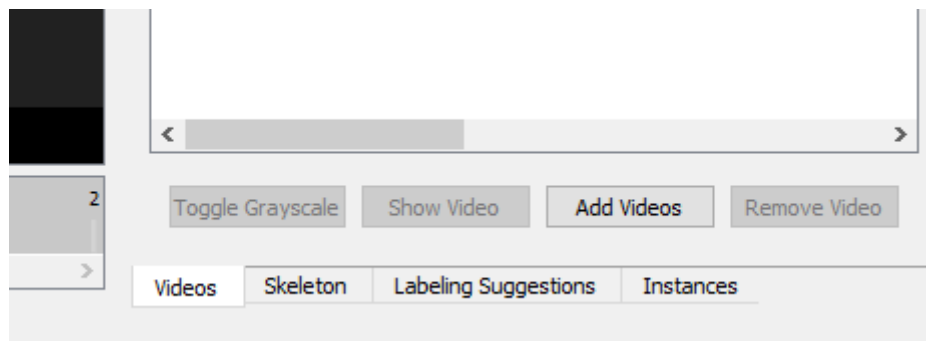 2
Toggle Grayscale Show Video Add Videos Remove Video
Videos Skeleton Labeling Suggestions Instances